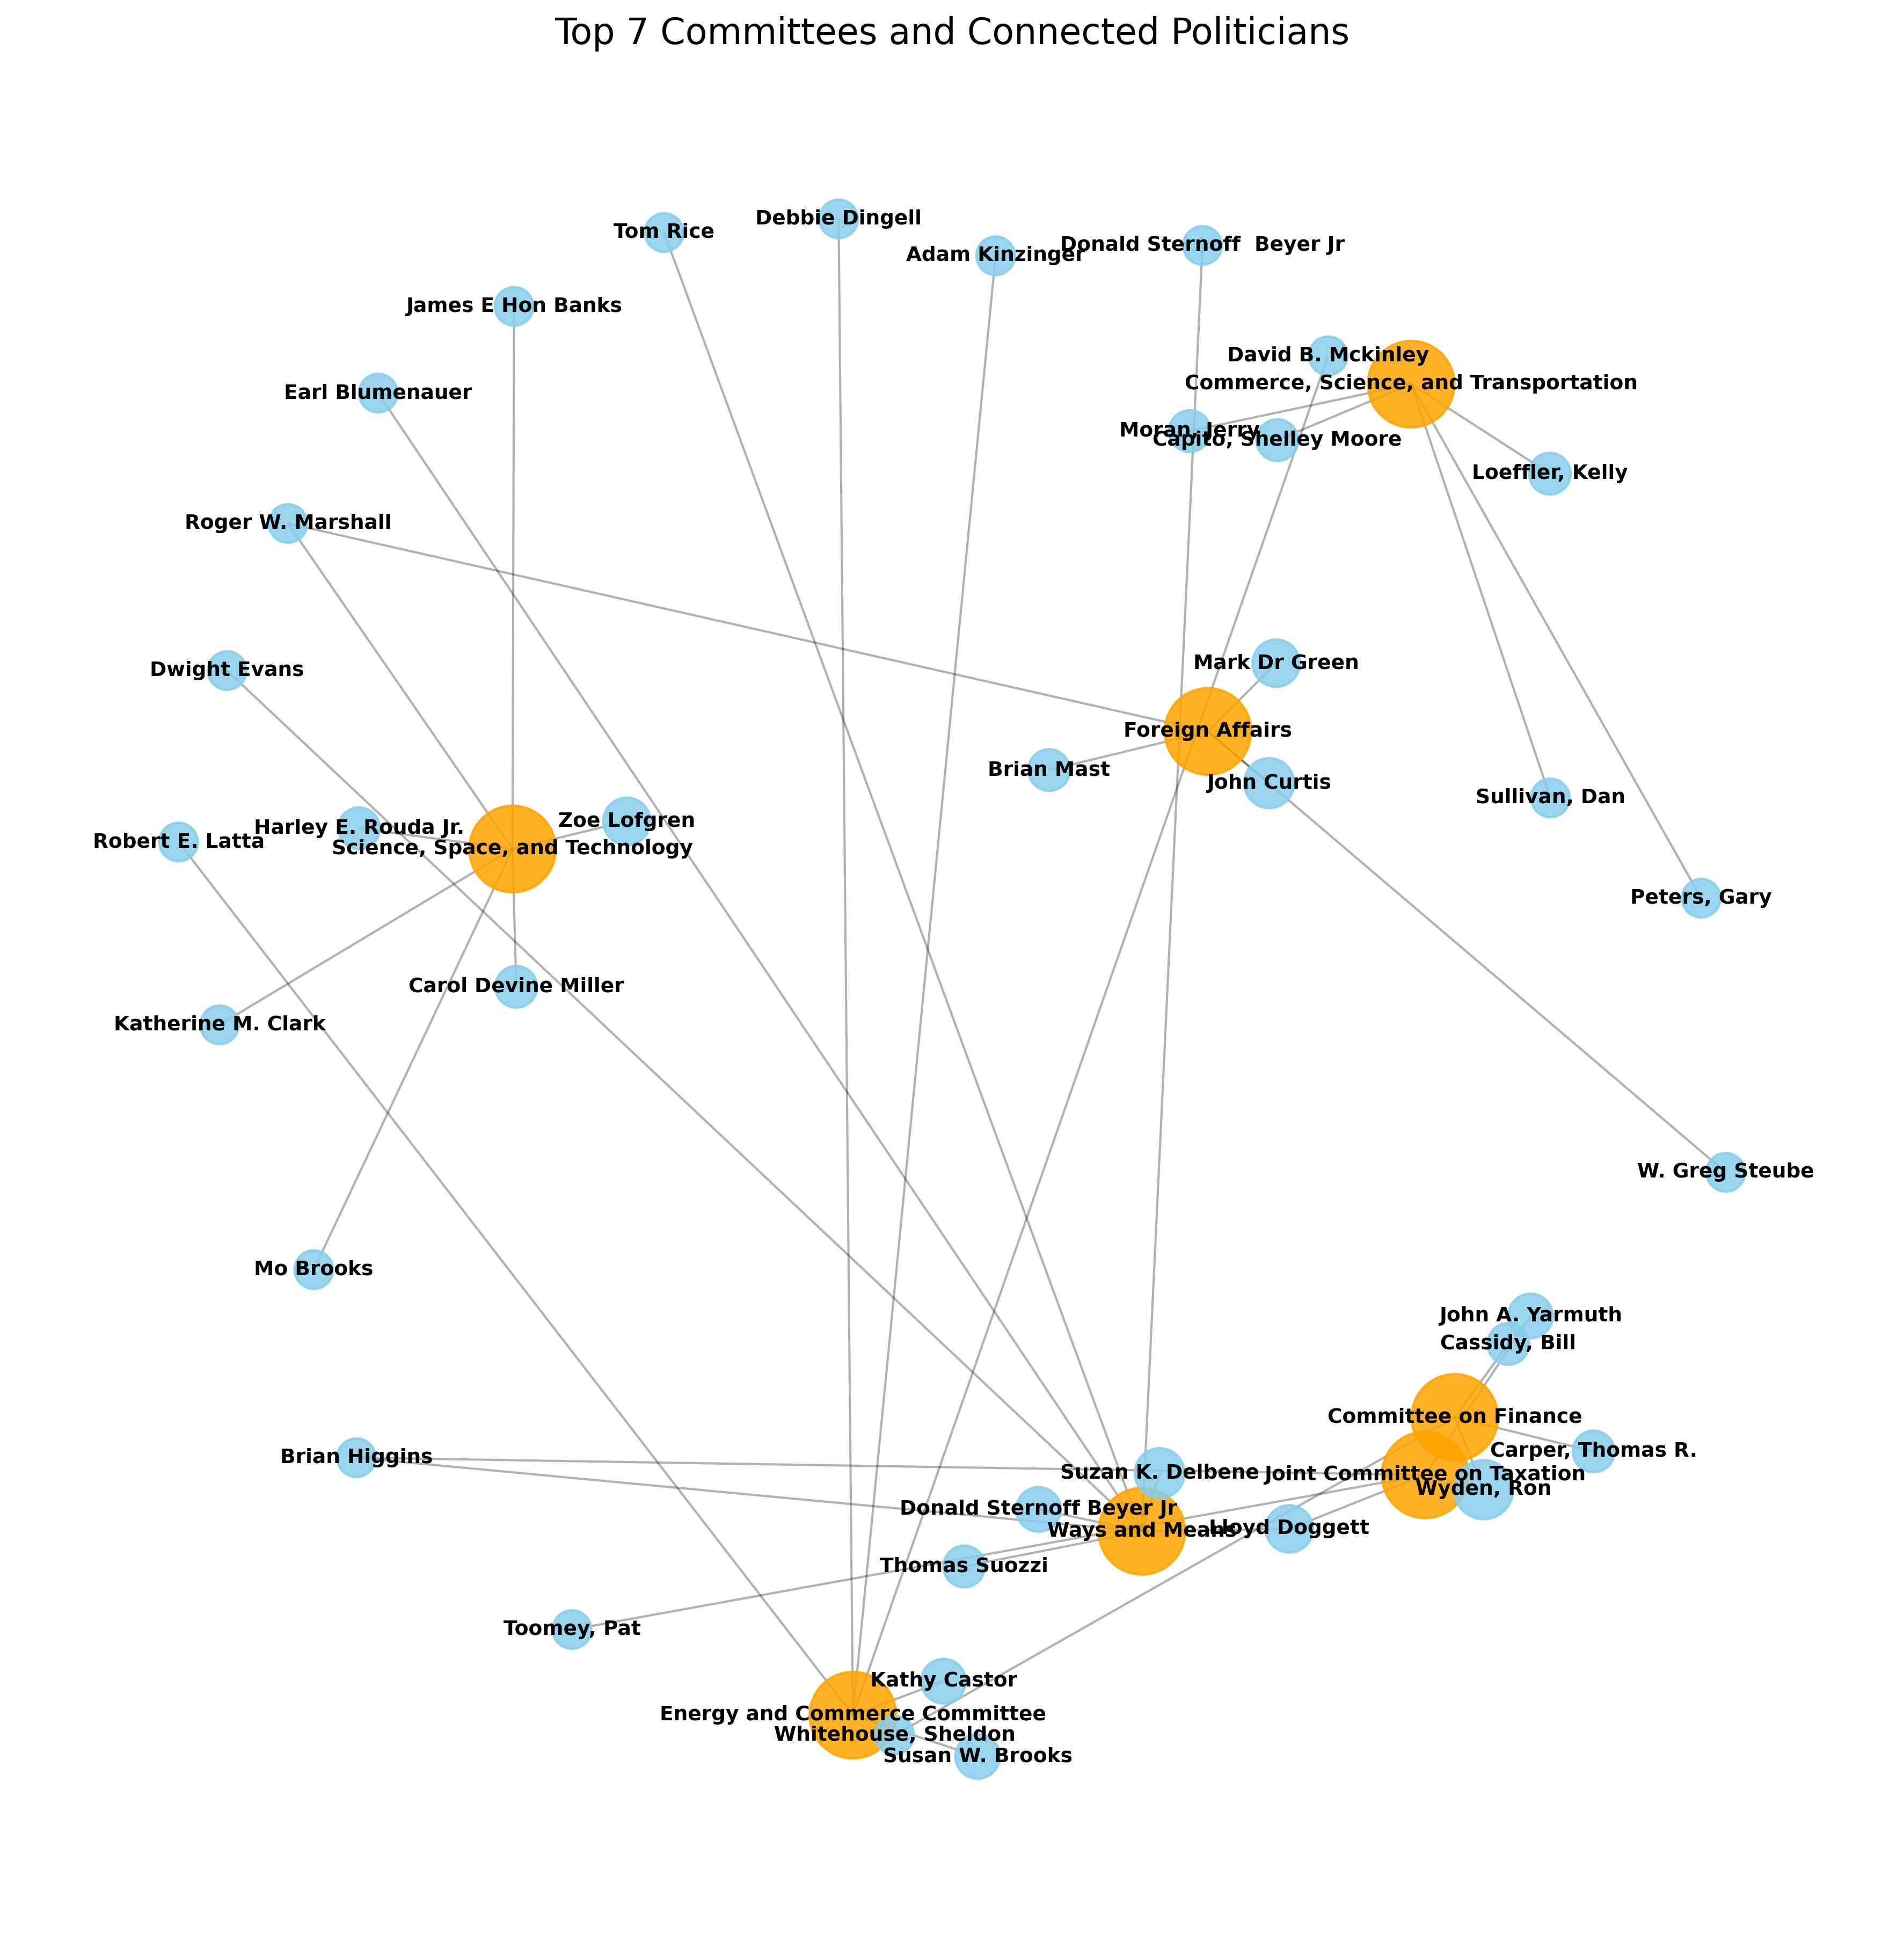 Top 7 Committees and Connected Politicians
Debbie Dingell
Tom Rice
Donald Sternoff  Beyer Jr
Adam Kinzinger
James E Hon Banks
David B. Mckinley
Commerce, Science, and Transportation
Earl Blumenauer
Moran, Jerry
Capito, Shelley Moore
Loeffler, Kelly
Roger W. Marshall
Mark Dr Green
Dwight Evans
Foreign Affairs
Brian Mast
John Curtis
Sullivan, Dan
Zoe Lofgren
Harley E. Rouda Jr.
Robert E. Latta
Science, Space, and Technology
Peters, Gary
Carol Devine Miller
Katherine M. Clark
W. Greg Steube
Mo Brooks
John A. Yarmuth
Cassidy, Bill
Committee on Finance
Carper, Thomas R.
Brian Higgins
Suzan K. Delbene
Joint Committee on Taxation
Wyden, Ron
Donald Sternoff Beyer Jr
Lloyd Doggett
Ways and Means
Thomas Suozzi
Toomey, Pat
Kathy Castor
Energy and Commerce Committee
Whitehouse, Sheldon
Susan W. Brooks